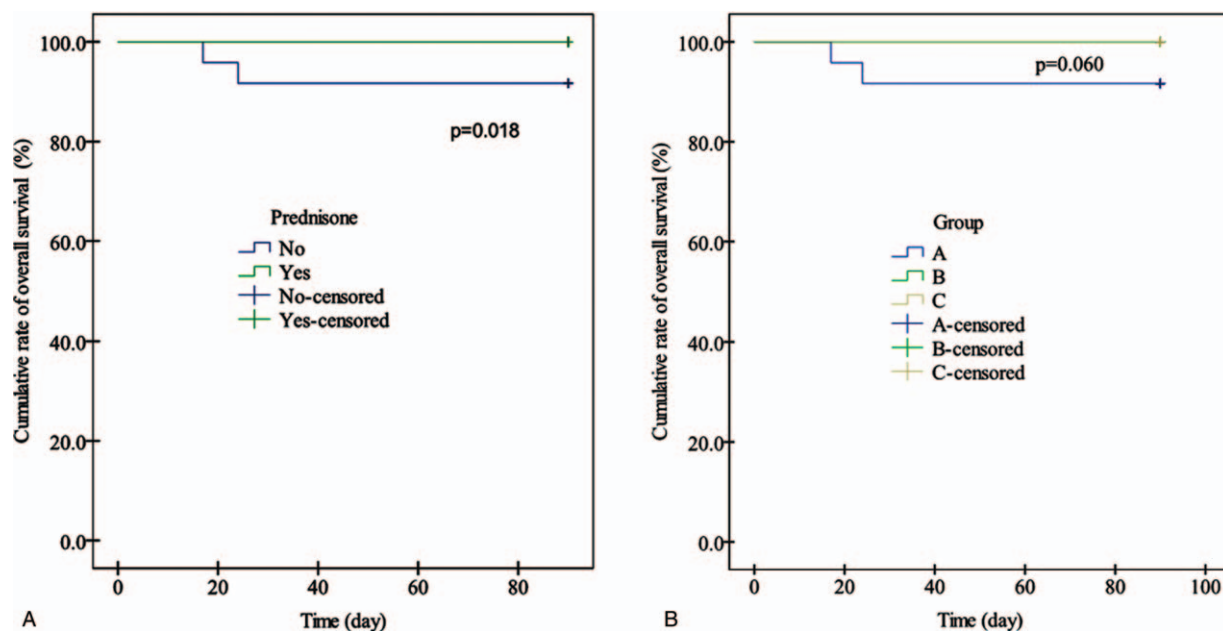 100.0
80.0
60.0
40.0
20.0
0.0
Cumulative rate of overall survival (%)
p=0.018
Prednisone
No
Yes
No-censored
Yes-censored
0 20 40 60 80
Time (day)
A
100.0
80.0
60.0
40.0
20.0
0.0
Cumulative rate of overall survival (%)
p=0.060
Group
A
B
C
A-censored
B-censored
C-censored
0 20 40 60 80 100
Time (day)
B